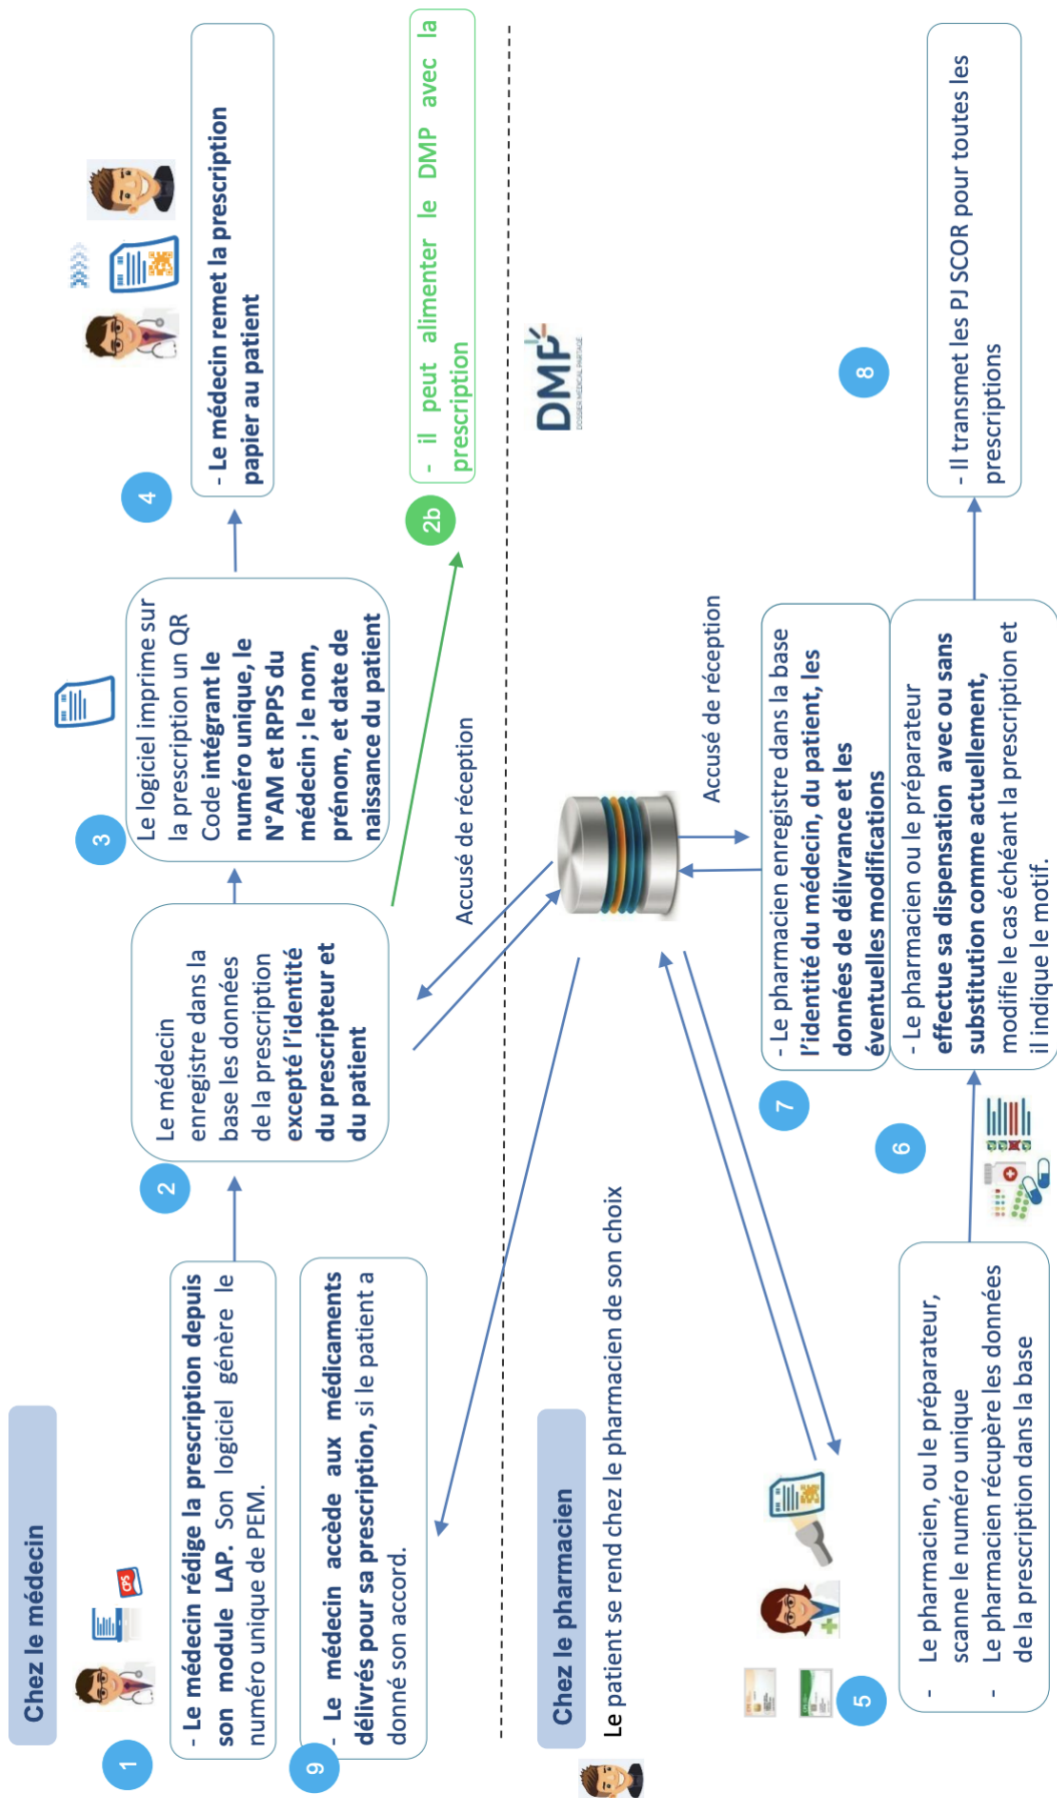 Chez le médecin
1
- Le médecin rédige la prescription depuis
son module LAP. Son logiciel génère le
numéro unique de PEM.
2
Le médecin
enregistre dans la
base les données
de la prescription
excepté l'identité
du prescripteur et
du patient
3
Le logiciel imprime sur
la prescription un QR
Code intégrant le
numéro unique, le
N°AM et RPPS du
médecin ; le nom,
prénom, et date de
naissance du patient
4
- Le médecin remet la prescription
papier au patient
2b
- il peut alimenter le DMP avec la
prescription
9
- Le médecin accède aux médicaments
délivrés pour sa prescription, si le patient a
donné son accord.
Accusé de réception
DMP
DOSSIER MÉDICAL PARTAGÉ
Chez le pharmacien
Le patient se rend chez le pharmacien de son choix
5
- Le pharmacien, ou le préparateur,
scanne le numéro unique
- Le pharmacien récupère les données
de la prescription dans la base
6
- Le pharmacien ou le préparateur
effectue sa dispensation avec ou sans
substitution comme actuellement,
modifie le cas échéant la prescription et
il indique le motif.
7
- Le pharmacien enregistre dans la base
l'identité du médecin, du patient, les
données de délivrance et les
éventuelles modifications
Accusé de réception
8
- Il transmet les PJ SCOR pour toutes les
prescriptions
CPS